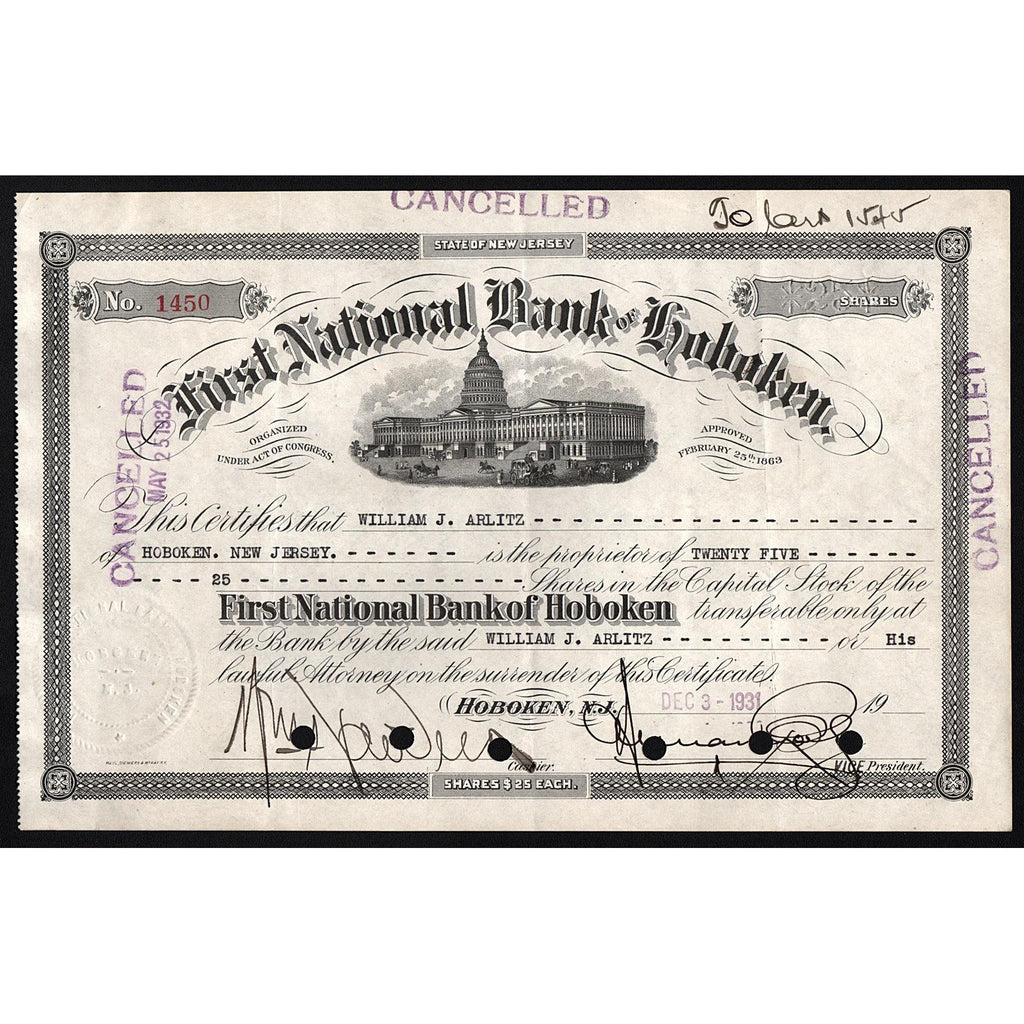 CANCELLED
To Cert 1545
STATE OF NEW JERSEY
No. 1450
SHARES
First National Bank OF Hoboken
ORGANIZED
UNDER ACT OF CONGRESS.
APPROVED
FEBRUARY 25th 1863
CANCELLED
MAY 25 1932
CANCELLED
This Certifies that WILLIAM J. ARLITZ
of HOBOKEN. NEW JERSEY. is the proprietor of TWENTY FIVE
25 Shares in the Capital Stock of the
First National Bank of Hoboken transferable only at
the Bank by the said WILLIAM J. ARLITZ or His
lawful Attorney on the surrender of this Certificate.
HOBOKEN, N.J. DEC 3 - 1931 19
Cashier. VICE President.
SHARES $25 EACH.